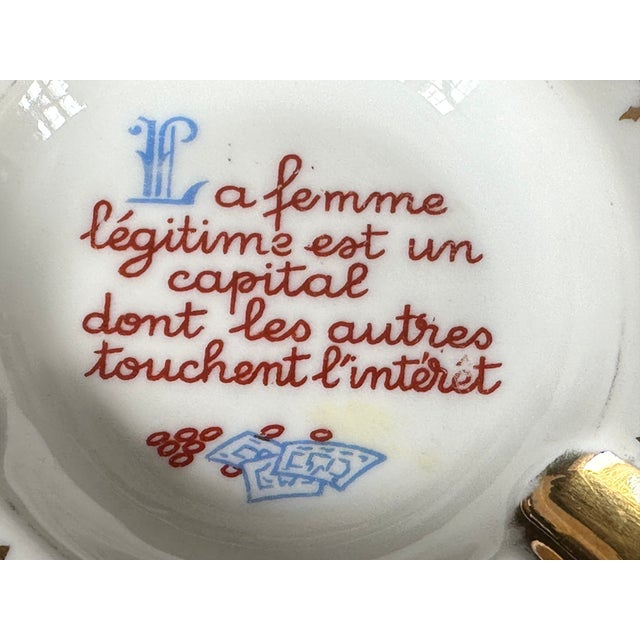 La femme
légitime est un
capital
dont les autres
touchent l'intérêt